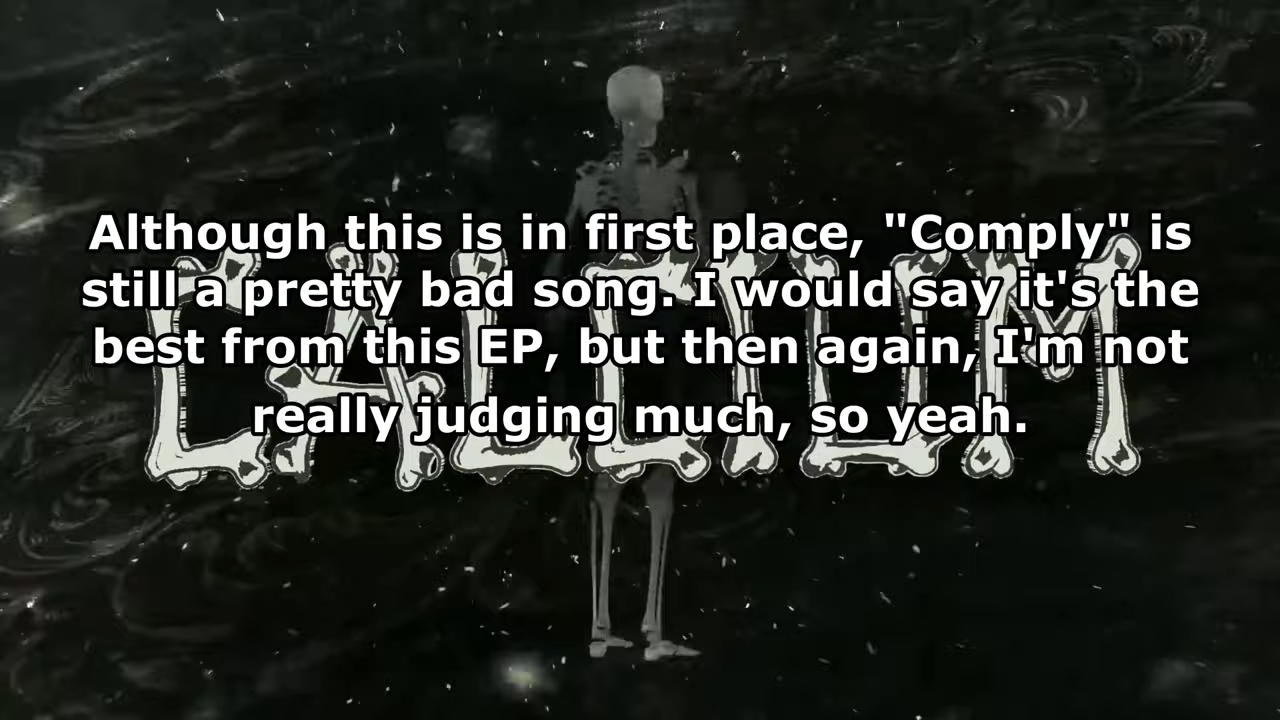 Although this is in first place, "Comply" is
still a pretty bad song. I would say it's the
best from this EP, but then again, I'm not
really judging much, so yeah.
CALCIUM